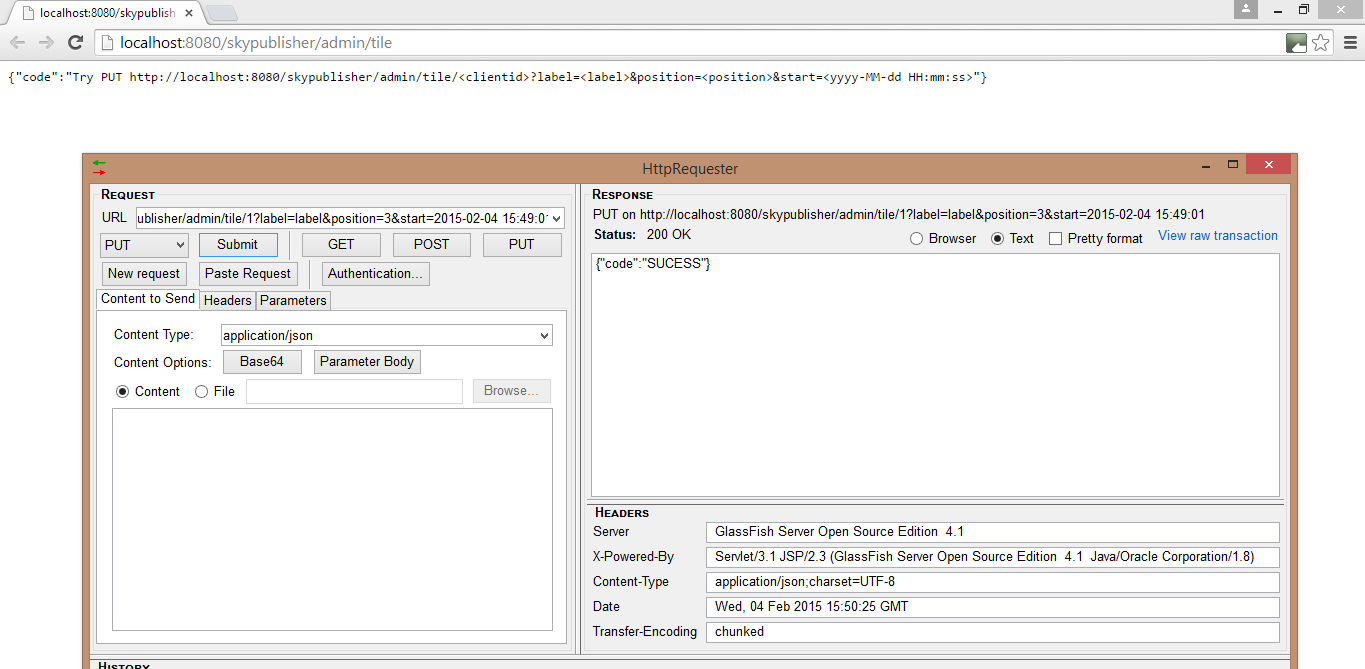 localhost:8080/skypublish
localhost:8080/skypublisher/admin/tile
{"code":"Try PUT http://localhost:8080/skypublisher/admin/tile/<clientid>?label=<label>&position=<position>&start=<yyyy-MM-dd HH:mm:ss>"}
HttpRequester
REQUEST
URL ublisher/admin/tile/1?label=label&position=3&start=2015-02-04 15:49:01
PUT Submit GET POST PUT
New request Paste Request Authentication...
Content to Send Headers Parameters
Content Type: application/json
Content Options: Base64 Parameter Body
Content File Browse...
RESPONSE
PUT on http://localhost:8080/skypublisher/admin/tile/1?label=label&position=3&start=2015-02-04 15:49:01
Status: 200 OK
Browser Text Pretty format View raw transaction
{"code":"SUCESS"}
HEADERS
Server GlassFish Server Open Source Edition 4.1
X-Powered-By Servlet/3.1 JSP/2.3 (GlassFish Server Open Source Edition 4.1 Java/Oracle Corporation/1.8)
Content-Type application/json;charset=UTF-8
Date Wed, 04 Feb 2015 15:50:25 GMT
Transfer-Encoding chunked
HISTORY